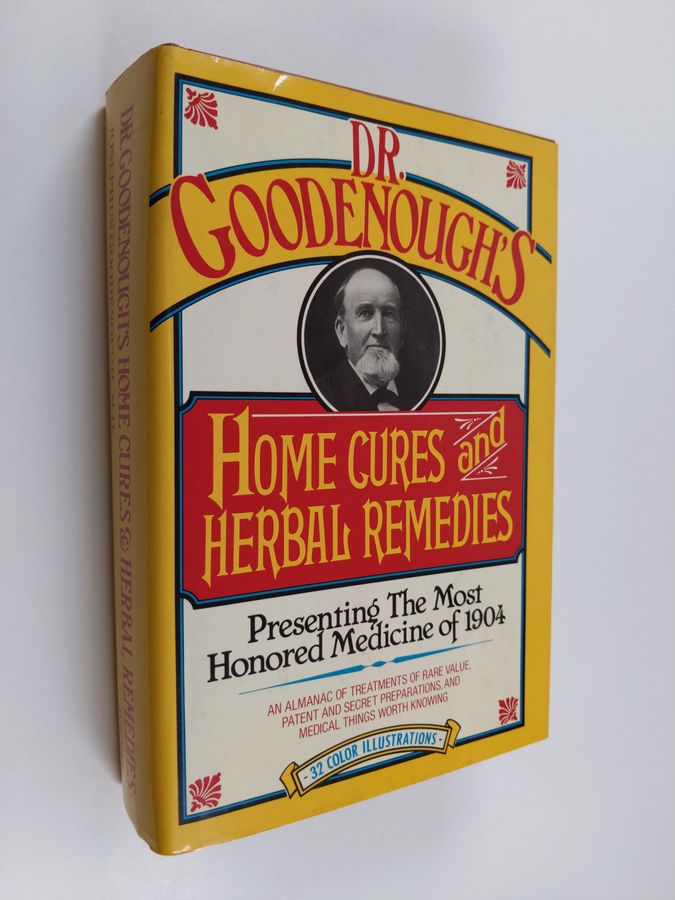 DR.
GOODENOUGH'S
HOME CURES and
HERBAL REMEDIES
Presenting The Most
Honored Medicine of 1904
AN ALMANAC OF TREATMENTS OF RARE VALUE,
PATENT AND SECRET PREPARATIONS, AND
MEDICAL THINGS WORTH KNOWING
- 32 COLOR ILLUSTRATIONS -
DR. GOODENOUGH'S HOME CURES & HERBAL REMEDIES
JOSEPHUS GOODENOUGH, M.D.